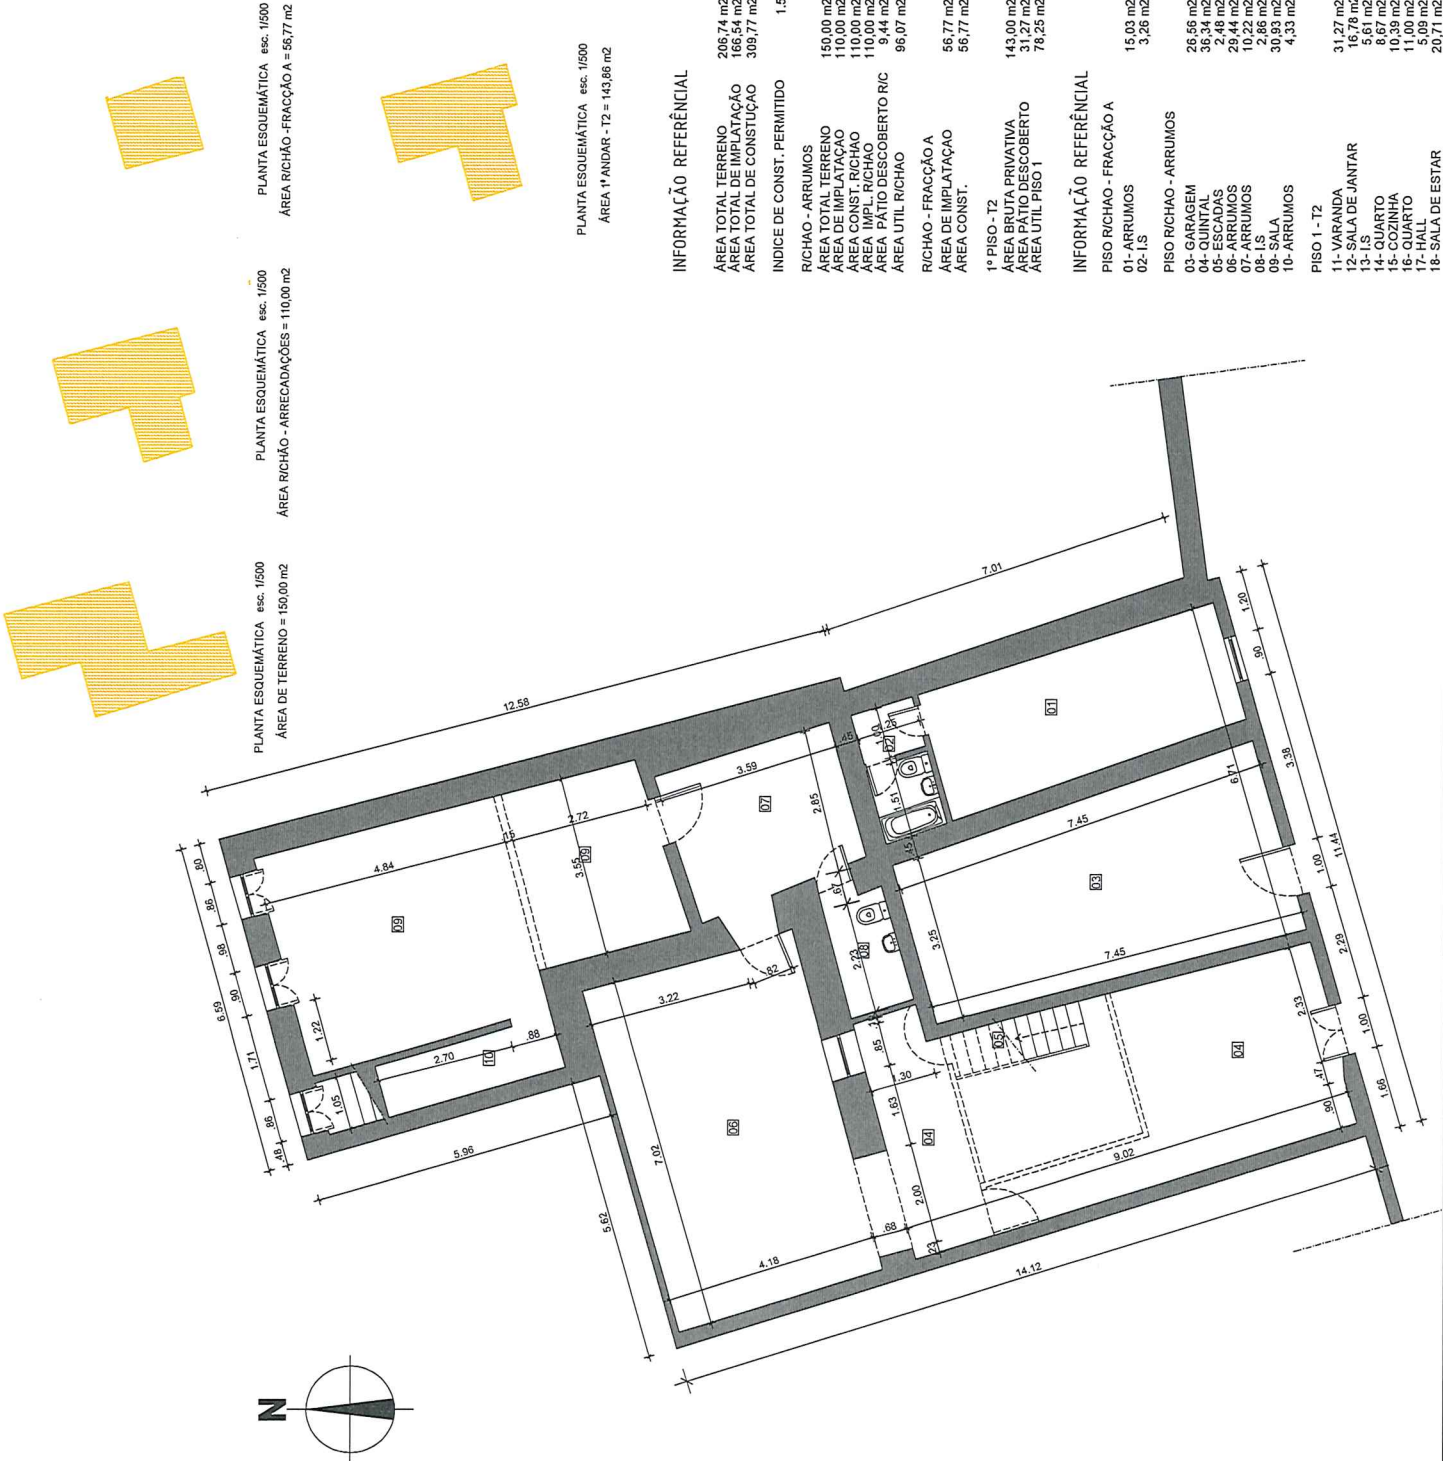 PLANTA ESQUEMÁTICA esc. 1/500
ÁREA DE TERRENO = 150,00 m2
PLANTA ESQUEMÁTICA esc. 1/500
ÁREA R/CHÃO - ARRECADAÇÕES = 110,00 m2
PLANTA ESQUEMÁTICA esc. 1/500
ÁREA R/CHÃO -FRACÇÃO A = 56,77 m2
PLANTA ESQUEMÁTICA esc. 1/500
ÁREA 1º ANDAR - T2 = 143,86 m2
INFORMAÇÃO REFERÊNCIAL
ÁREA TOTAL TERRENO 206,74 m2
ÁREA TOTAL DE IMPLATAÇÃO 166,54 m2
ÁREA TOTAL DE CONSTUÇAO 309,77 m2
INDICE DE CONST. PERMITIDO 1.5
R/CHAO - ARRUMOS
ÁREA TOTAL TERRENO 150,00 m2
ÁREA DE IMPLATAÇAO 110,00 m2
ÁREA CONST. R/CHAO 110,00 m2
ÁREA IMPL. R/CHAO 110,00 m2
ÁREA PÁTIO DESCOBERTO R/C 9,44 m2
ÁREA UTIL R/CHAO 96,07 m2
R/CHAO - FRACÇÃO A
ÁREA DE IMPLATAÇAO 56,77 m2
ÁREA CONST. 56,77 m2
1º PISO - T2
ÁREA BRUTA PRIVATIVA 143,00 m2
ÁREA PÁTIO DESCOBERTO 31,27 m2
ÁREA UTIL PISO 1 78,25 m2
INFORMAÇÃO REFERÊNCIAL
PISO R/CHAO - FRACÇÃO A
01- ARRUMOS 15,03 m2
02- I.S 3,26 m2
PISO R/CHAO - ARRUMOS
03- GARAGEM 26,56 m2
04- QUINTAL 36,34 m2
05- ESCADAS 2,48 m2
06- ARRUMOS 29,44 m2
07- ARRUMOS 10,22 m2
08- I.S 2,86 m2
09- SALA 30,93 m2
10- ARRUMOS 4,33 m2
PISO 1 - T2
11- VARANDA 31,27 m2
12- SALA DE JANTAR 16,78 m2
13- I.S 5,61 m2
14- QUARTO 8,67 m2
15- COZINHA 10,39 m2
16- QUARTO 11,00 m2
17- HALL 5,09 m2
18- SALA DE ESTAR 20,71 m2
N
12.58
7.01
6.59
.48
.86
1.71
.90
.98
.86
.80
5.96
5.62
14.12
4.84
.15
2.72
3.55
3.59
.45
2.85
1.22
1.05
2.70
.88
3.22
.82
7.02
4.18
.68
.23
2.00
1.63
1.30
.85
2.23
.67
1.00
1.51
.45
3.25
7.45
7.45
6.71
9.02
2.33
.47
.90
1.66
1.00
2.29
1.00
11.44
3.38
.90
1.20
09
09
10
07
06
08
02
01
03
04
04
05